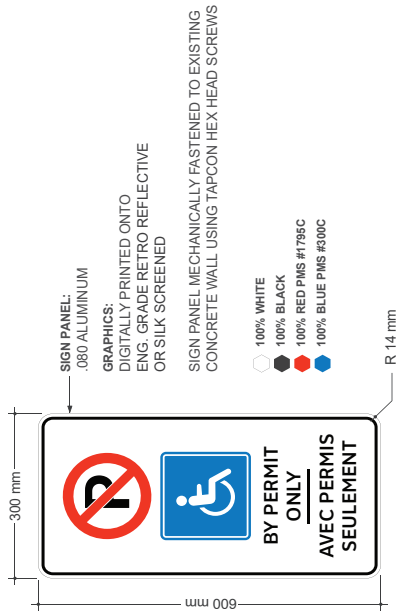 300 mm
600 mm
P
BY PERMIT
ONLY
AVEC PERMIS
SEULEMENT
SIGN PANEL:
.080 ALUMINUM
GRAPHICS:
DIGITALLY PRINTED ONTO
ENG. GRADE RETRO REFLECTIVE
OR SILK SCREENED
SIGN PANEL MECHANICALLY FASTENED TO EXISTING
CONCRETE WALL USING TAPCON HEX HEAD SCREWS
100% WHITE
100% BLACK
100% RED PMS #1795C
100% BLUE PMS #300C
R 14 mm